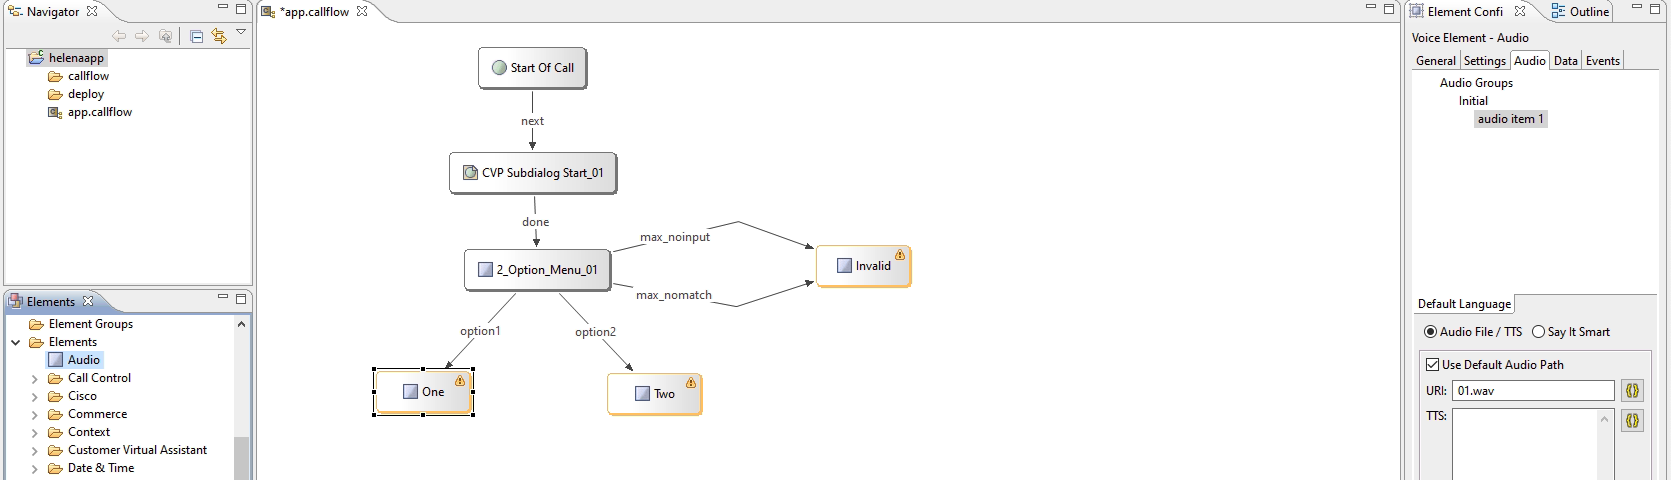 Navigator
helenaapp
callflow
deploy
app.callflow
Elements
Element Groups
Elements
Audio
Call Control
Cisco
Commerce
Context
Customer Virtual Assistant
Date & Time
*app.callflow
Start Of Call
next
CVP Subdialog Start_01
done
2_Option_Menu_01
max_noinput
max_nomatch
Invalid
option1
option2
One
Two
Element Confi
Outline
Voice Element - Audio
General Settings Audio Data Events
Audio Groups
Initial
audio item 1
Default Language
Audio File / TTS Say It Smart
Use Default Audio Path
URI: 01.wav
TTS: